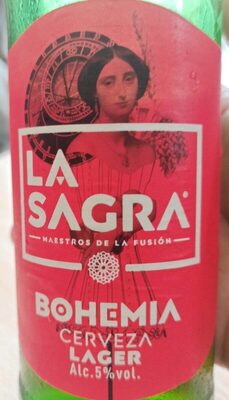 LA
SAGRA®
MAESTROS DE LA FUSIÓN
BOHEMIA
CERVEZA
LAGER
Alc.5%vol.